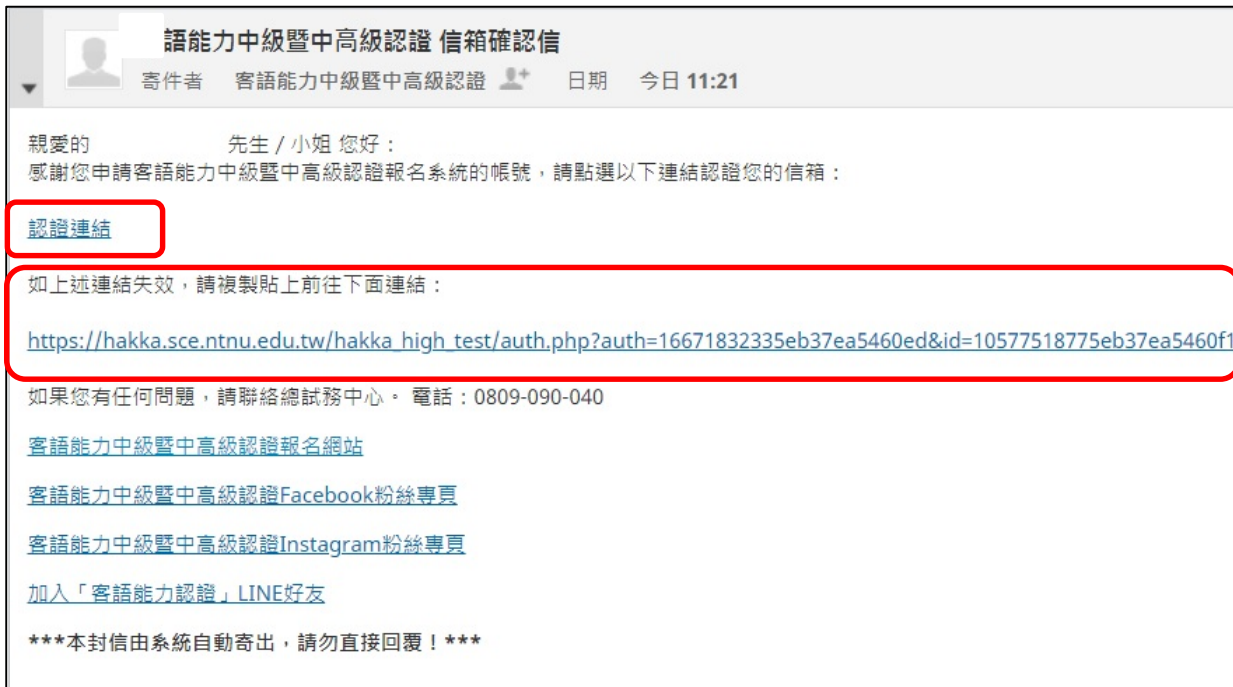 語能力中級暨中高級認證 信箱確認信
寄件者 客語能力中級暨中高級認證 日期 今日 11:21
親愛的 先生 / 小姐 您好：
感謝您申請客語能力中級暨中高級認證報名系統的帳號，請點選以下連結認證您的信箱：
認證連結
如上述連結失效，請複製貼上前往下面連結：
https://hakka.sce.ntnu.edu.tw/hakka_high_test/auth.php?auth=16671832335eb37ea5460ed&id=10577518775eb37ea5460f1
如果您有任何問題，請聯絡總試務中心。 電話：0809-090-040
客語能力中級暨中高級認證報名網站
客語能力中級暨中高級認證Facebook粉絲專頁
客語能力中級暨中高級認證Instagram粉絲專頁
加入「客語能力認證」LINE好友
***本封信由系統自動寄出，請勿直接回覆！***